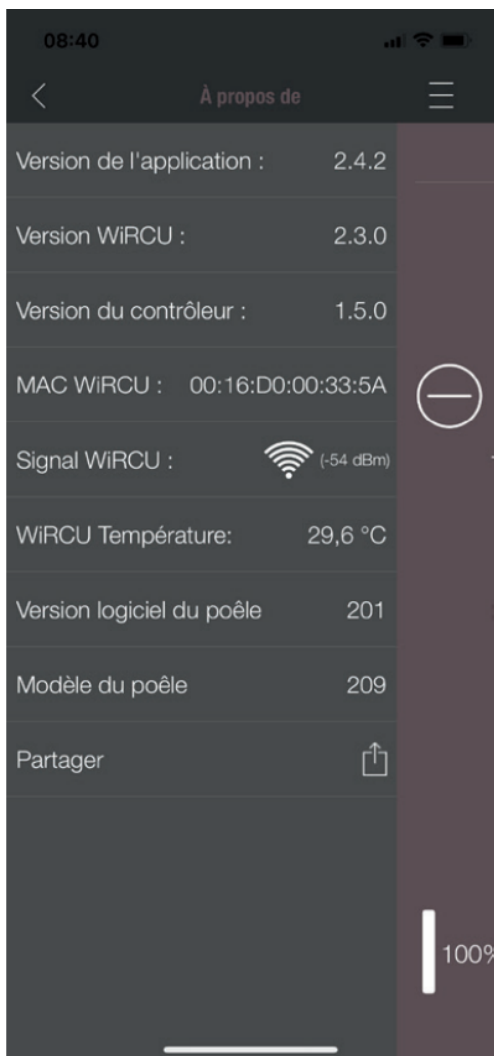 08:40
À propos de
Version de l'application : 2.4.2
Version WiRCU : 2.3.0
Version du contrôleur : 1.5.0
MAC WiRCU : 00:16:D0:00:33:5A
Signal WiRCU : (-54 dBm)
WiRCU Température: 29,6 °C
Version logiciel du poêle 201
Modèle du poêle 209
Partager
100%